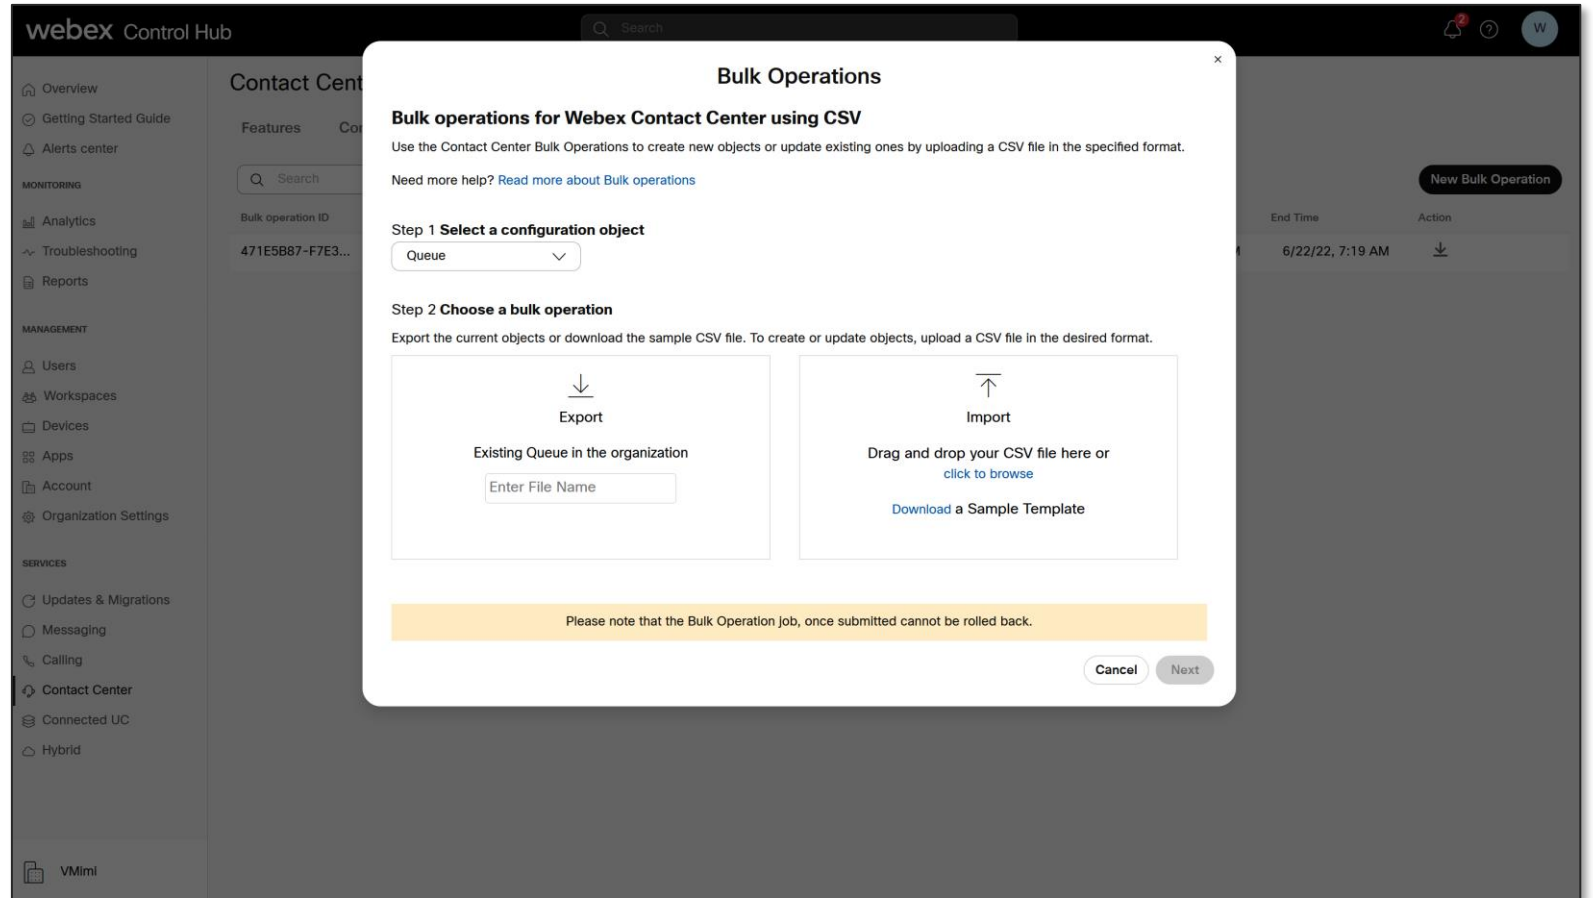 webex Control Hub
Search
2
W
Overview
Getting Started Guide
Alerts center
MONITORING
Analytics
Troubleshooting
Reports
MANAGEMENT
Users
Workspaces
Devices
Apps
Account
Organization Settings
SERVICES
Updates & Migrations
Messaging
Calling
Contact Center
Connected UC
Hybrid
VMimi
Contact Cent
Features
Search
New Bulk Operation
Bulk operation ID
End Time
Action
471E5B87-F7E3...
6/22/22, 7:19 AM
Bulk Operations
×
Bulk operations for Webex Contact Center using CSV
Use the Contact Center Bulk Operations to create new objects or update existing ones by uploading a CSV file in the specified format.
Need more help? Read more about Bulk operations
Step 1 Select a configuration object
Queue
Step 2 Choose a bulk operation
Export the current objects or download the sample CSV file. To create or update objects, upload a CSV file in the desired format.
Export
Existing Queue in the organization
Enter File Name
Import
Drag and drop your CSV file here or
click to browse
Download a Sample Template
Please note that the Bulk Operation job, once submitted cannot be rolled back.
Cancel
Next